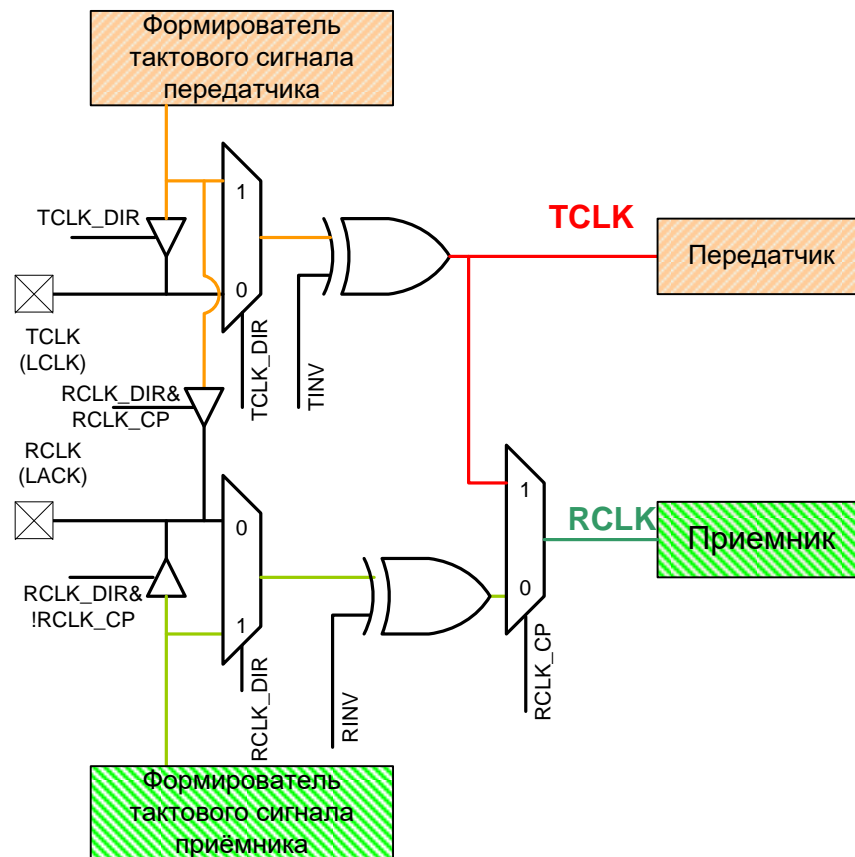 Формирователь
тактового сигнала
передатчика
1
TCLK_DIR
TCLK
Передатчик
0
TCLK
(LCLK)
TCLK_DIR
TINV
RCLK_DIR&
RCLK_CP
RCLK
(LACK)
1
0
RCLK
Приемник
RCLK_DIR&
!RCLK_CP
0
1
RCLK_DIR
RINV
RCLK_CP
Формирователь
тактового сигнала
приёмника